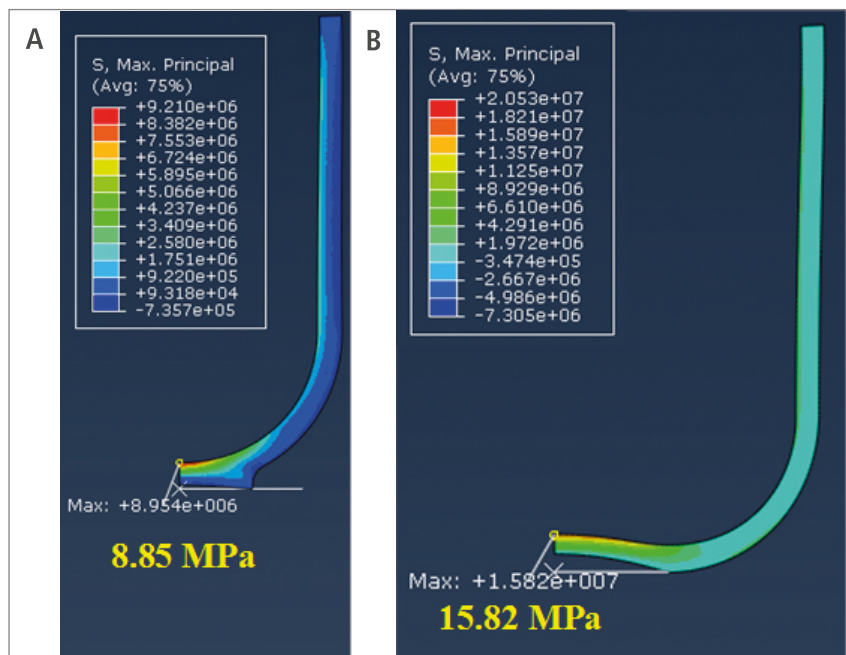 A
S, Max. Principal
(Avg: 75%)
+9.210e+06
+8.382e+06
+7.553e+06
+6.724e+06
+5.895e+06
+5.066e+06
+4.237e+06
+3.409e+06
+2.580e+06
+1.751e+06
+9.220e+05
+9.318e+04
-7.357e+05
Max: +8.954e+006
8.85 MPa
B
S, Max. Principal
(Avg: 75%)
+2.053e+07
+1.821e+07
+1.589e+07
+1.357e+07
+1.125e+07
+8.929e+06
+6.610e+06
+4.291e+06
+1.972e+06
-3.474e+05
-2.667e+06
-4.986e+06
-7.305e+06
Max: +1.582e+007
15.82 MPa